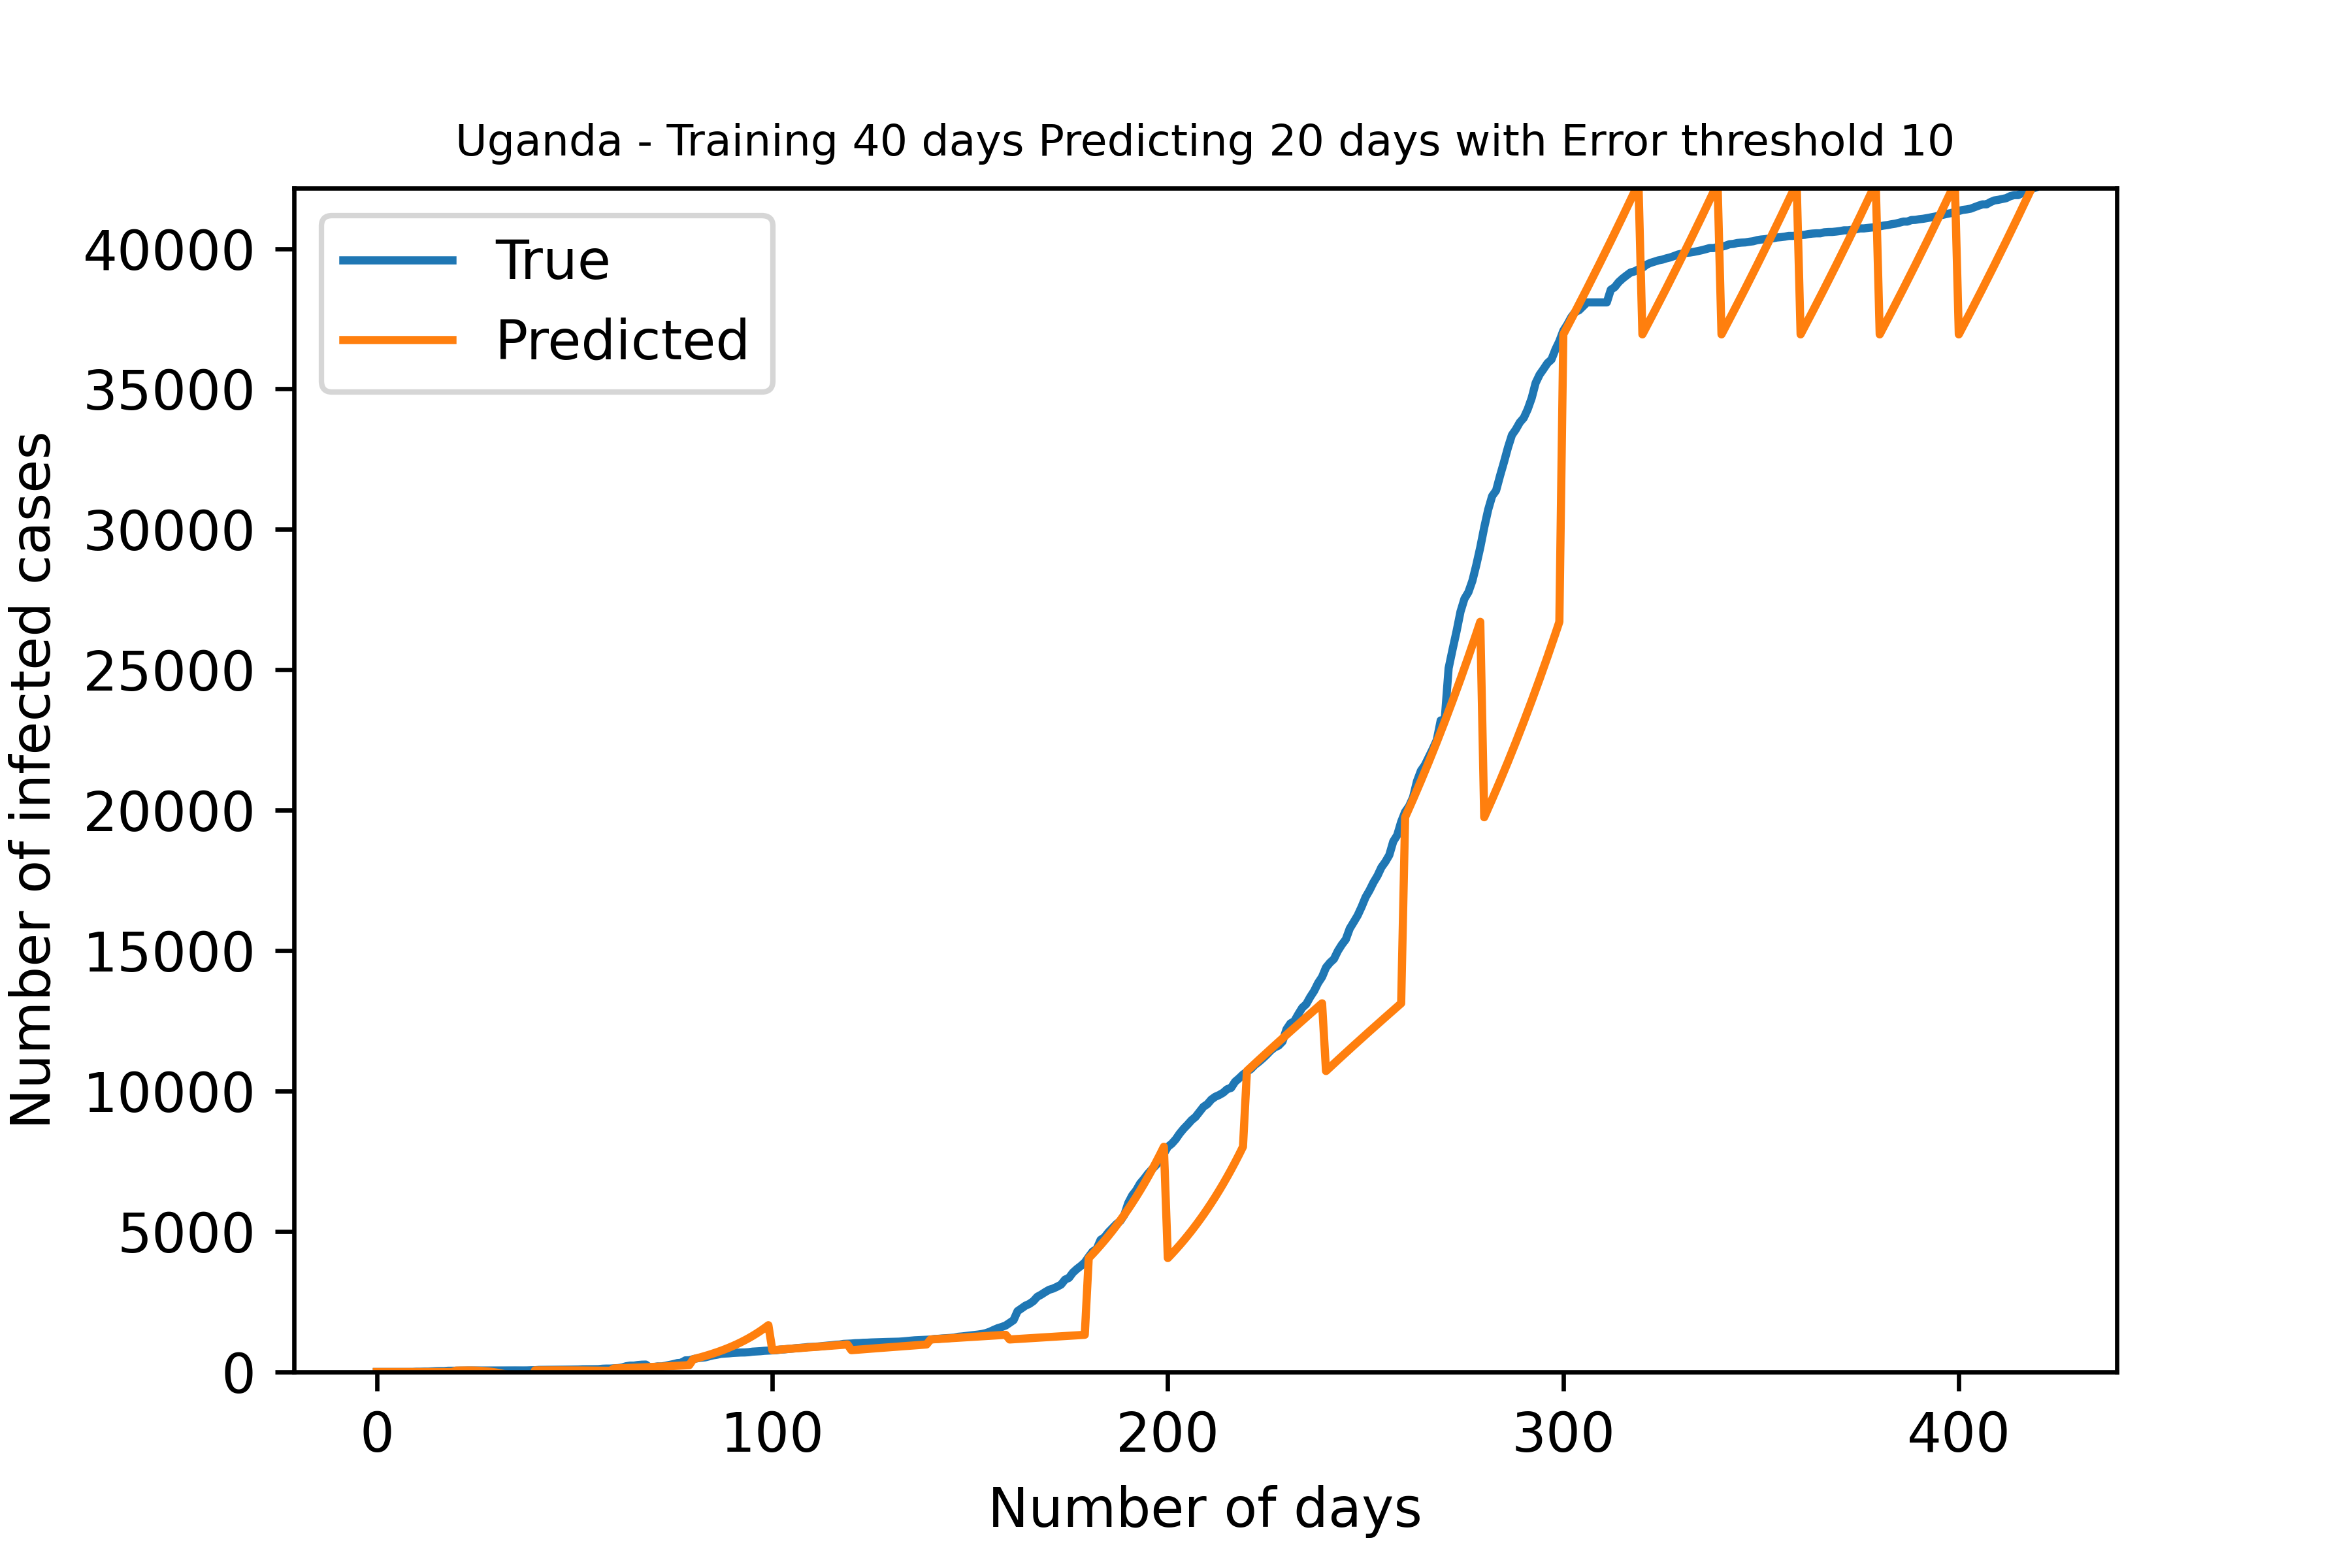 Uganda - Training 40 days Predicting 20 days with Error threshold 10
True
Predicted
Number of infected cases
40000
35000
30000
25000
20000
15000
10000
5000
0
0 100 200 300 400
Number of days